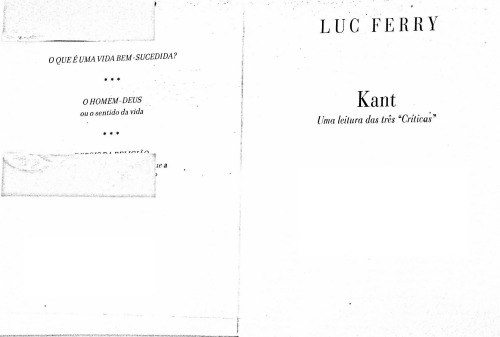 O QUE É UMA VIDA BEM-SUCEDIDA?
* * *
O HOMEM-DEUS
ou o sentido da vida
* * *
LUC FERRY
Kant
Uma leitura das três “Críticas”